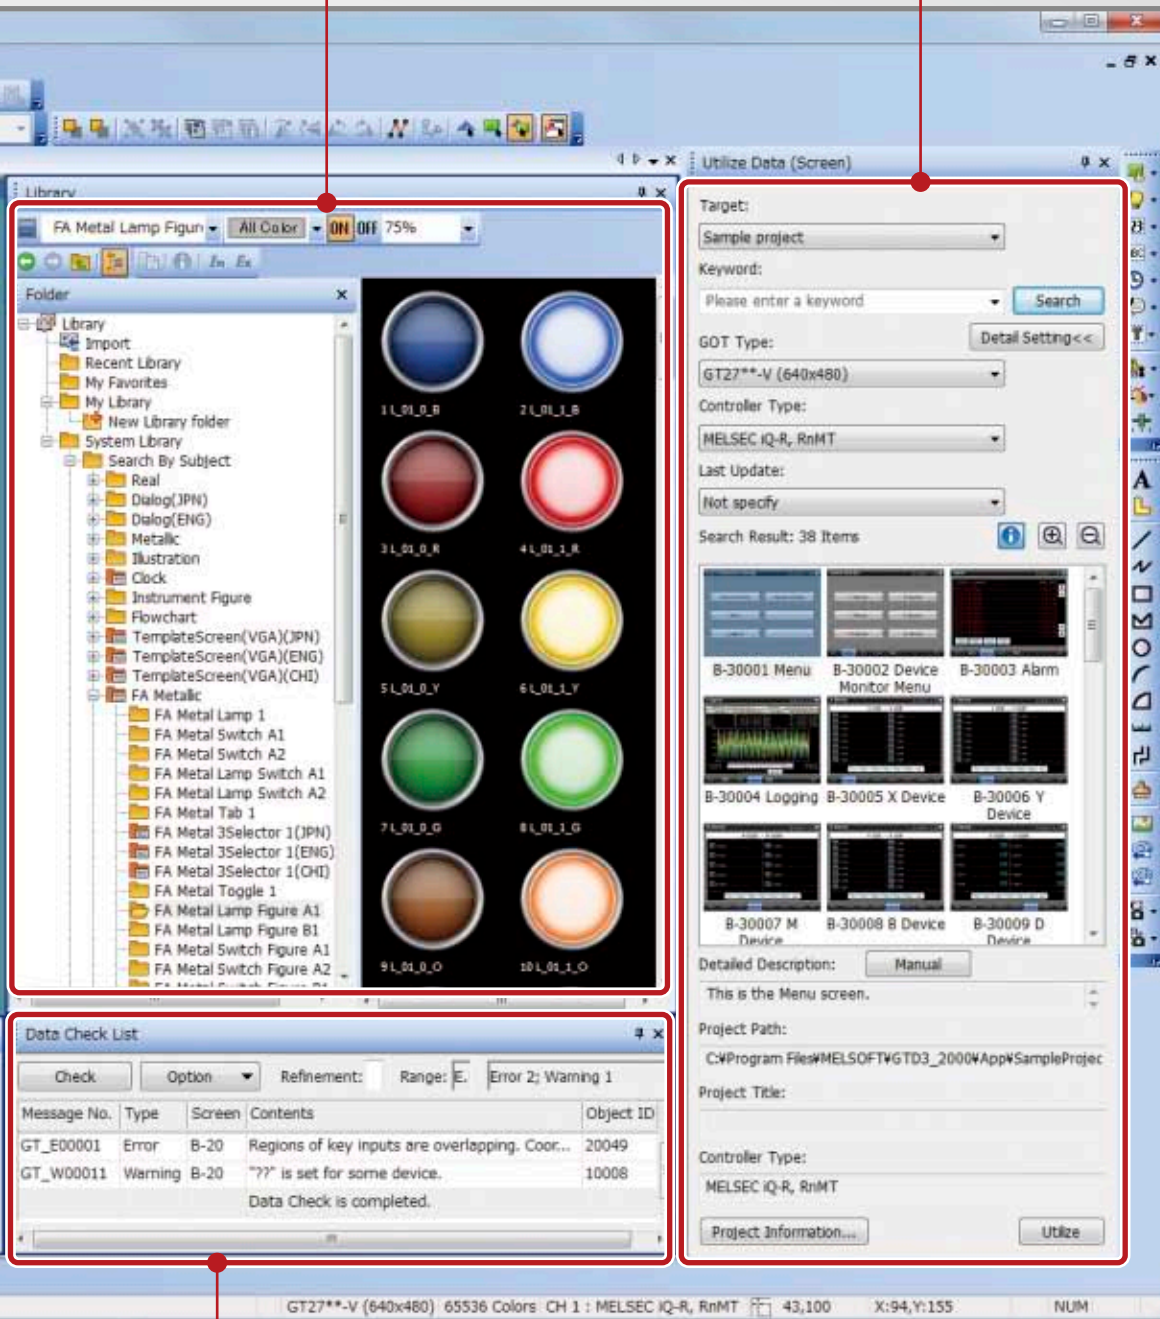 Library
FA Metal Lamp Figur
All Color
ON
OFF
75%
Folder
Library
Import
Recent Library
My Favorites
My Library
New Library folder
System Library
Search By Subject
Real
Dialog(JPN)
Dialog(ENG)
Metallic
Illustration
Clock
Instrument Figure
Flowchart
TemplateScreen(VGA)(JPN)
TemplateScreen(VGA)(ENG)
TemplateScreen(VGA)(CHI)
FA Metallic
FA Metal Lamp 1
FA Metal Switch A1
FA Metal Switch A2
FA Metal Lamp Switch A1
FA Metal Lamp Switch A2
FA Metal Tab 1
FA Metal 3Selector 1(JPN)
FA Metal 3Selector 1(ENG)
FA Metal 3Selector 1(CHI)
FA Metal Toggle 1
FA Metal Lamp Figure A1
FA Metal Lamp Figure B1
FA Metal Switch Figure A1
FA Metal Switch Figure A2
1 L_01_0_B
2 L_01_1_B
3 L_01_0_R
4 L_01_1_R
5 L_01_0_Y
6 L_01_1_Y
7 L_01_0_G
8 L_01_1_G
9 L_01_0_O
10 L_01_1_O
Utilize Data (Screen)
Target:
Sample project
Keyword:
Please enter a keyword
Search
GOT Type:
Detail Setting<<
GT27**-V (640x480)
Controller Type:
MELSEC iQ-R, RnMT
Last Update:
Not specify
Search Result: 38 Items
B-30001 Menu
B-30002 Device
Monitor Menu
B-30003 Alarm
B-30004 Logging
B-30005 X Device
B-30006 Y
Device
B-30007 M
Device
B-30008 B Device
B-30009 D
Device
Detailed Description:
Manual
This is the Menu screen.
Project Path:
C:¥Program Files¥MELSOFT¥GTD3_2000¥App¥SampleProjec
Project Title:
Controller Type:
MELSEC iQ-R, RnMT
Project Information...
Utilize
Data Check List
Check
Option
Refinement:
Range: E.
Error 2; Warning 1
Message No. Type Screen Contents Object ID
GT_E00001 Error B-20 Regions of key inputs are overlapping. Coor... 20049
GT_W00011 Warning B-20 "??" is set for some device. 10008
Data Check is completed.
GT27**-V (640x480) 65536 Colors CH 1 : MELSEC iQ-R, RnMT 43,100 X:94,Y:155 NUM